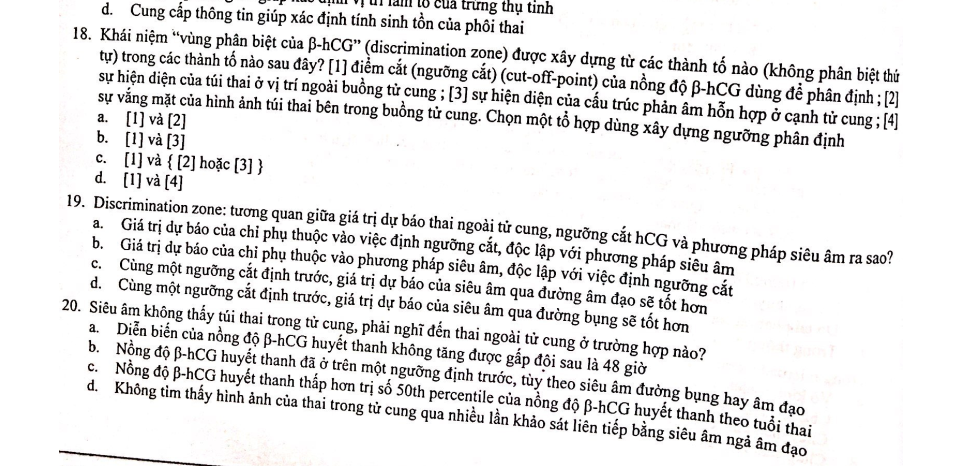 của trứng thụ tinh
d. Cung cấp thông tin giúp xác định tính sinh tồn của phôi thai
18. Khái niệm “vùng phân biệt của β-hCG” (discrimination zone) được xây dựng từ các thành tố nào (không phân biệt thứ
tự) trong các thành tố nào sau đây? [1] điểm cắt (ngưỡng cắt) (cut-off-point) của nồng độ β-hCG dùng để phân định ; [2]
sự hiện diện của túi thai ở vị trí ngoài buồng tử cung ; [3] sự hiện diện của cấu trúc phản âm hỗn hợp ở cạnh tử cung ; [4]
sự vắng mặt của hình ảnh túi thai bên trong buồng tử cung. Chọn một tổ hợp dùng xây dựng ngưỡng phân định
a. [1] và [2]
b. [1] và [3]
c. [1] và { [2] hoặc [3] }
d. [1] và [4]
19. Discrimination zone: tương quan giữa giá trị dự báo thai ngoài tử cung, ngưỡng cắt hCG và phương pháp siêu âm ra sao?
a. Giá trị dự báo của chỉ phụ thuộc vào việc định ngưỡng cắt, độc lập với phương pháp siêu âm
b. Giá trị dự báo của chỉ phụ thuộc vào phương pháp siêu âm, độc lập với việc định ngưỡng cắt
c. Cùng một ngưỡng cắt định trước, giá trị dự báo của siêu âm qua đường âm đạo sẽ tốt hơn
d. Cùng một ngưỡng cắt định trước, giá trị dự báo của siêu âm qua đường bụng sẽ tốt hơn
20. Siêu âm không thấy túi thai trong tử cung, phải nghĩ đến thai ngoài tử cung ở trường hợp nào?
a. Diễn biến của nồng độ β-hCG huyết thanh không tăng được gấp đội sau là 48 giờ
b. Nồng độ β-hCG huyết thanh đã ở trên một ngưỡng định trước, tùy theo siêu âm đường bụng hay âm đạo
c. Nồng độ β-hCG huyết thanh thấp hơn trị số 50th percentile của nồng độ β-hCG huyết thanh theo tuổi thai
d. Không tìm thấy hình ảnh của thai trong tử cung qua nhiều lần khảo sát liên tiếp bằng siêu âm ngả âm đạo